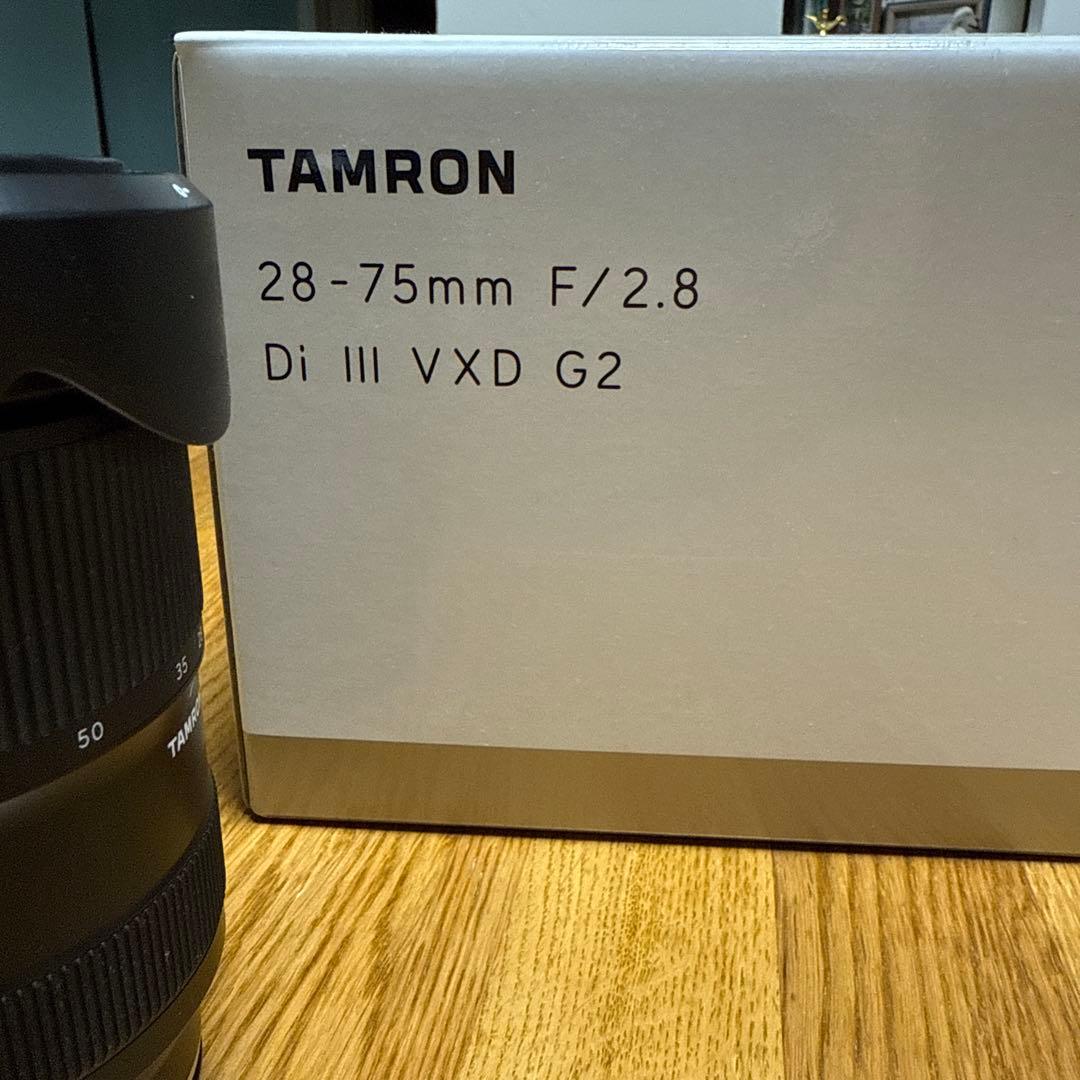 TAMRON
28-75mm F/2.8
Di III VXD G2
35
50
TAMRON